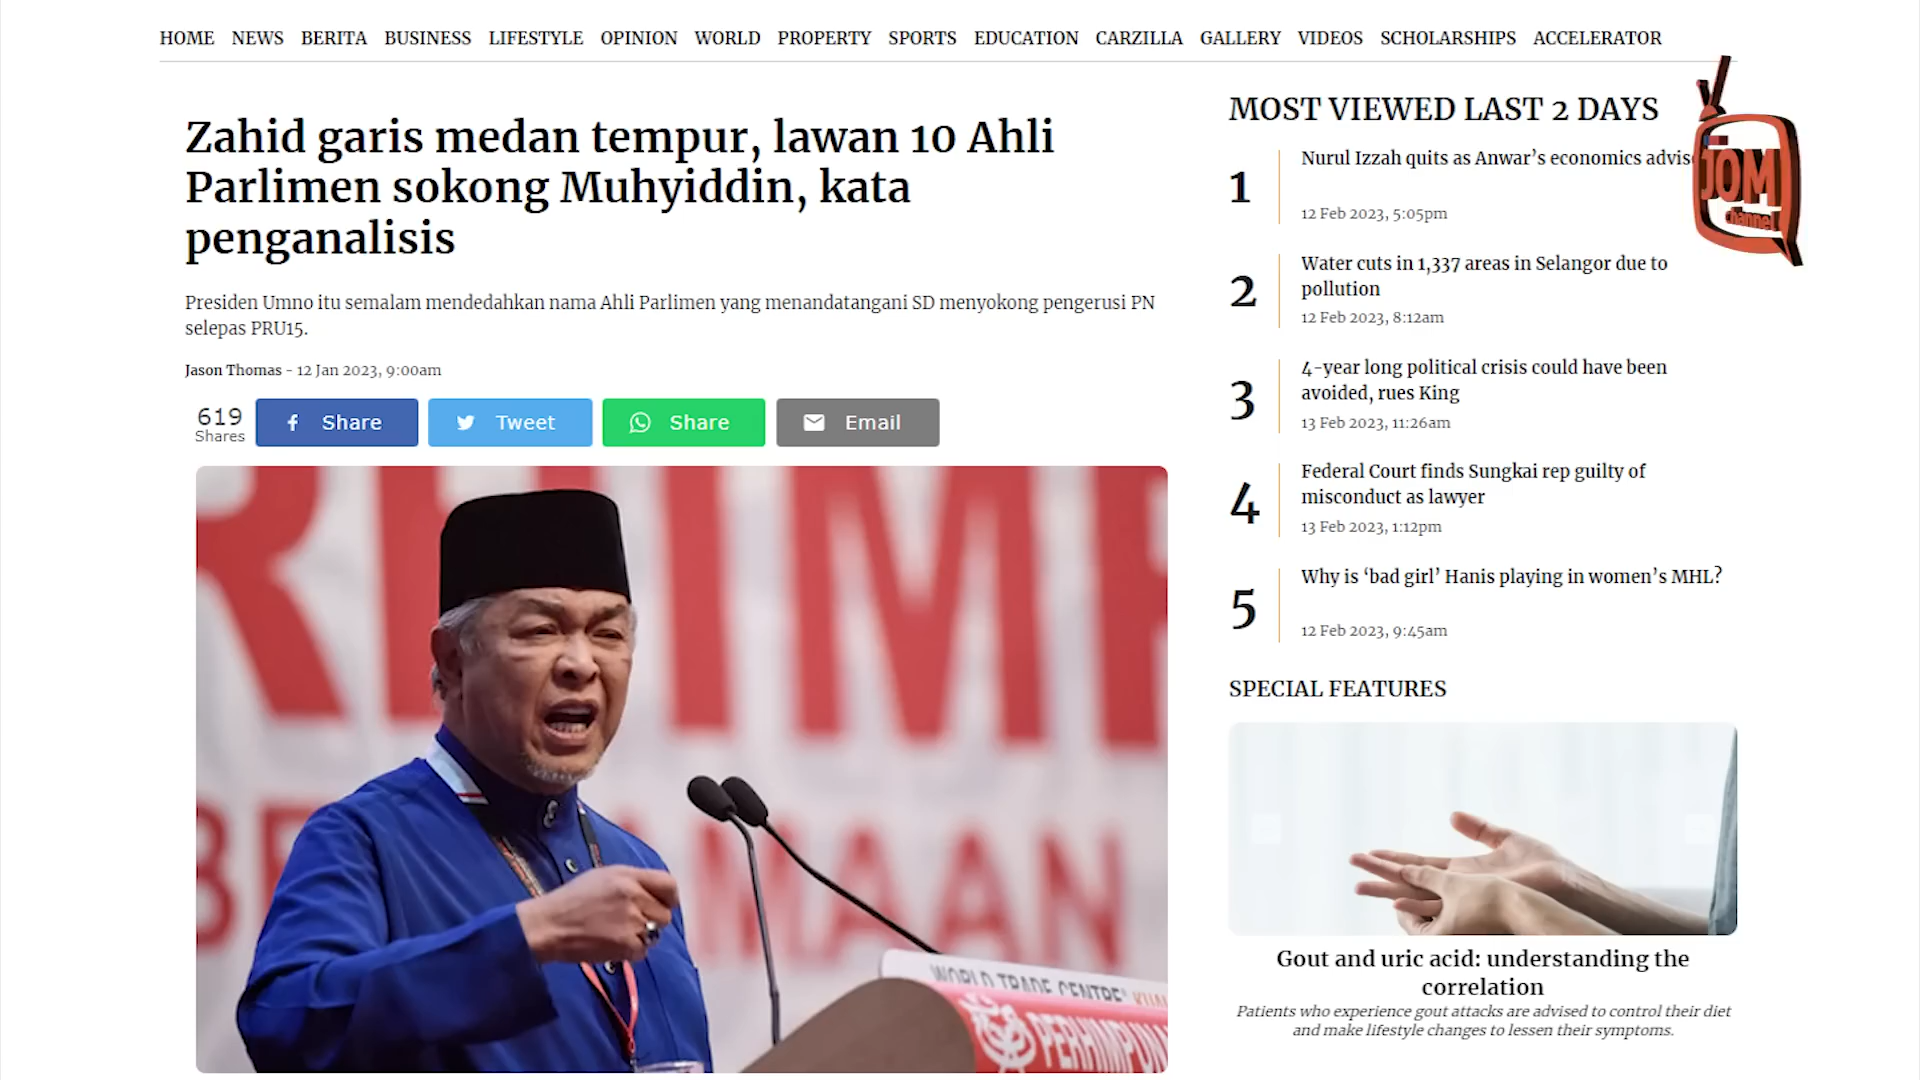 HOME NEWS BERITA BUSINESS LIFESTYLE OPINION WORLD PROPERTY SPORTS EDUCATION CARZILLA GALLERY VIDEOS SCHOLARSHIPS ACCELERATOR
Zahid garis medan tempur, lawan 10 Ahli
Parlimen sokong Muhyiddin, kata
penganalisis
Presiden Umno itu semalam mendedahkan nama Ahli Parlimen yang menandatangani SD menyokong pengerusi PN
selepas PRU15.
Jason Thomas - 12 Jan 2023, 9:00am
619
Shares
Share
Tweet
Share
Email
WORLD TRADE CENTRE
PERHIMPUNA
MOST VIEWED LAST 2 DAYS
1
Nurul Izzah quits as Anwar’s economics advis
12 Feb 2023, 5:05pm
2
Water cuts in 1,337 areas in Selangor due to
pollution
12 Feb 2023, 8:12am
3
4-year long political crisis could have been
avoided, rues King
13 Feb 2023, 11:26am
4
Federal Court finds Sungkai rep guilty of
misconduct as lawyer
13 Feb 2023, 1:12pm
5
Why is ‘bad girl’ Hanis playing in women’s MHL?
12 Feb 2023, 9:45am
JOM
channel
SPECIAL FEATURES
Gout and uric acid: understanding the
correlation
Patients who experience gout attacks are advised to control their diet
and make lifestyle changes to lessen their symptoms.